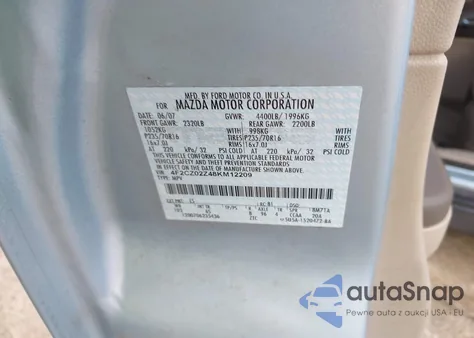 MFD. BY FORD MOTOR CO. IN U.S.A.
MAZDA MOTOR CORPORATION
DATE: 06/07 GVWR: 4400LB/ 1996KG
FRONT GAWR: 2320LB REAR GAWR: 2200LB
1052KG WITH 998KG WITH
P235/70R16 TIRES P235/70R16 TIRES
16x7.0J RIMS 16x7.0J RIMS
AT 220 kPa/ 32 PSI COLD AT 220 kPa/ 32 PSI COLD
THIS VEHICLE CONFORMS TO ALL APPLICABLE FEDERAL MOTOR
VEHICLE SAFETY AND THEFT PREVENTION STANDARDS IN
EFFECT ON THE DATE OF MANUFACTURE SHOWN ABOVE.
VIN: 4F2CZ02Z48KM12209
TYPE: MPV
autoSnap
Pewne auta z aukcji USA - EU